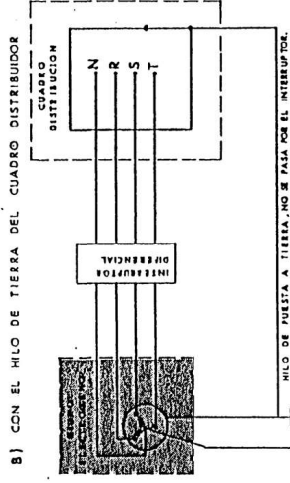 B) CON EL HILO DE TIERRA DEL CUADRO DISTRIBUIDOR
CUADRO
DISTRIBUCION
N
R
S
T
INTERRUPTOR
DIFERENCIAL
HILO DE PUESTA A TIERRA, NO SE PASA POR EL INTERRUPTOR.